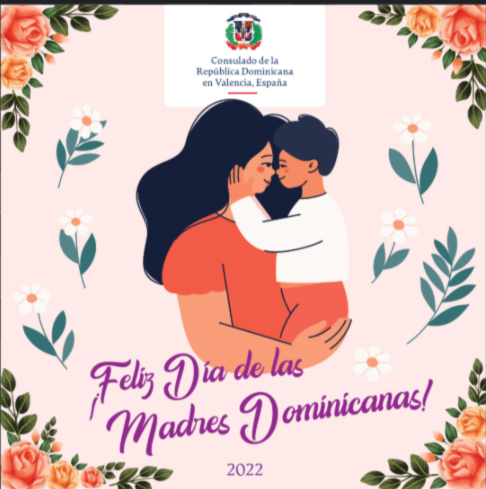 Consulado de la
República Dominicana
en Valencia, España
¡Feliz Día de las
Madres Dominicanas!
2022